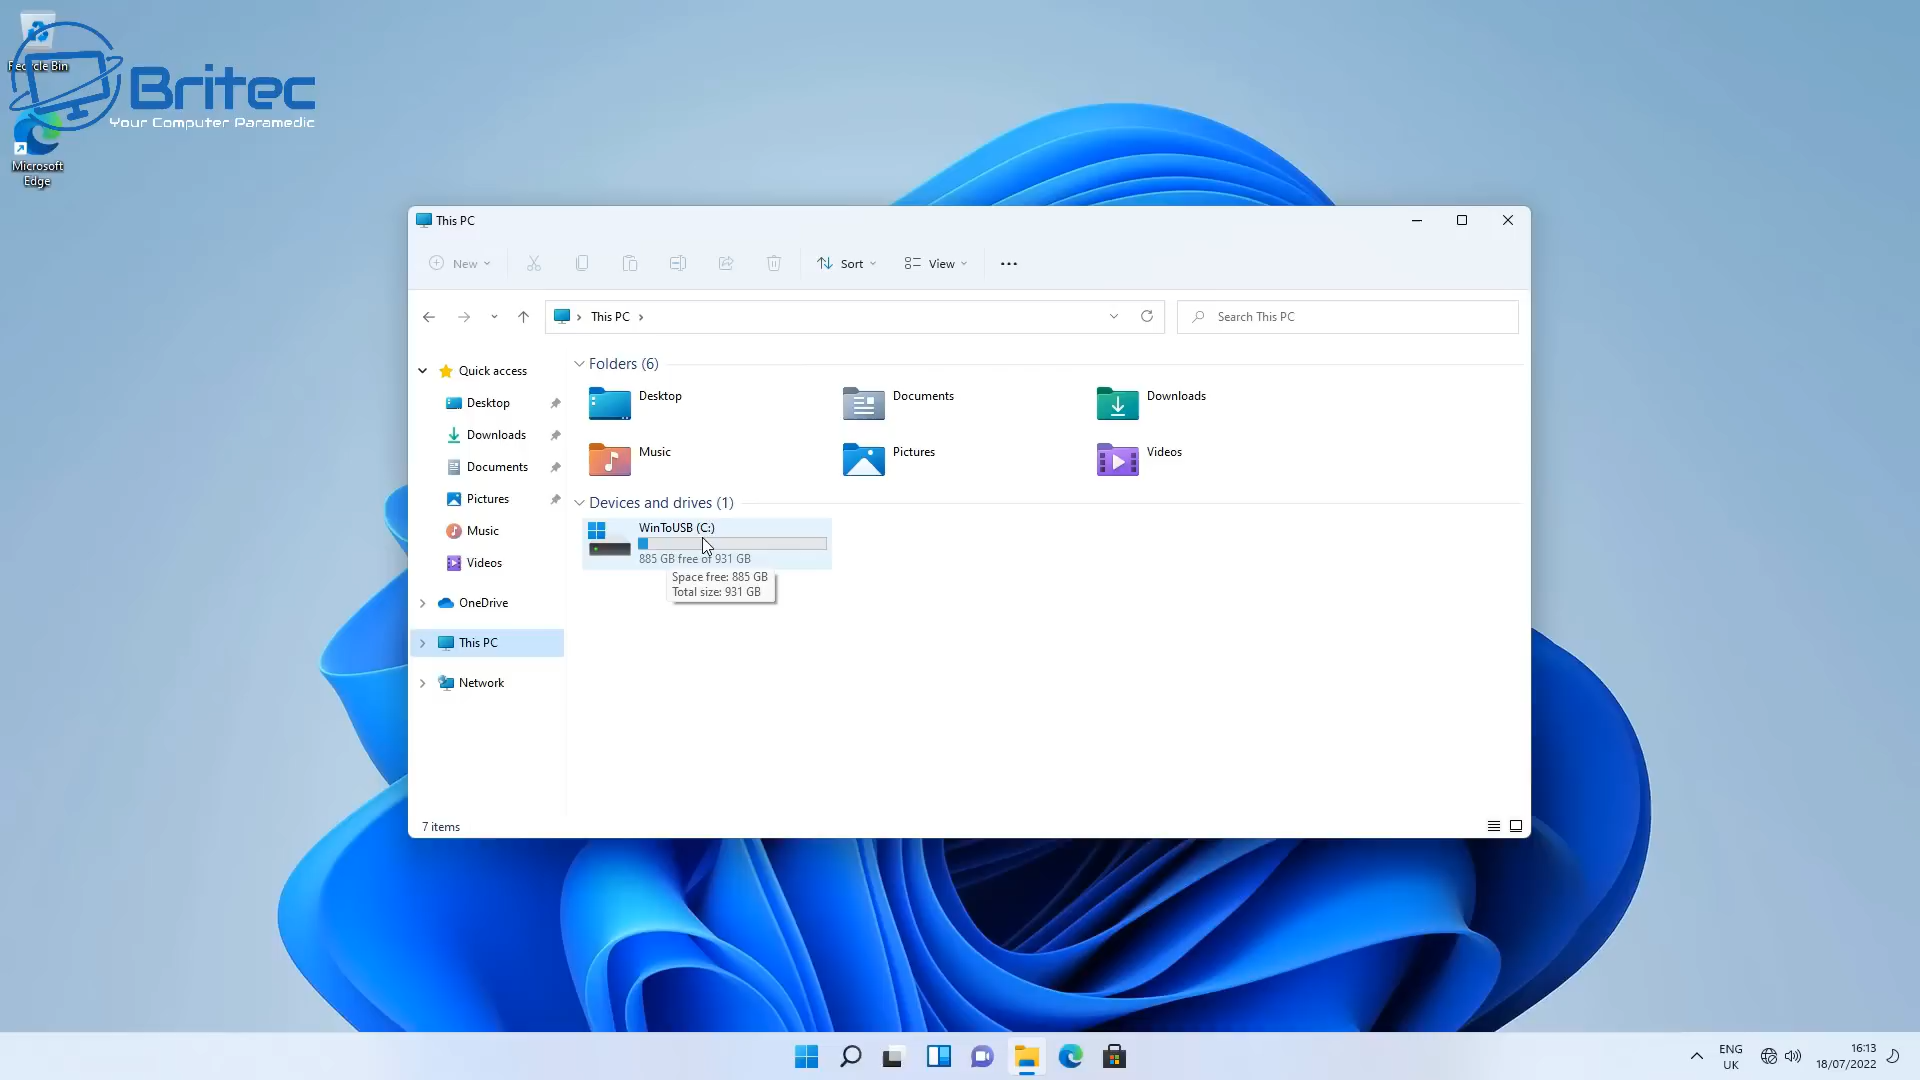 Recycle Bin
Britec
Your Computer Paramedic
Microsoft
Edge
This PC
New
Sort
View
This PC
Search This PC
Quick access
Desktop
Downloads
Documents
Pictures
Music
Videos
OneDrive
This PC
Network
Folders (6)
Desktop
Documents
Downloads
Music
Pictures
Videos
Devices and drives (1)
WinToUSB (C:)
885 GB free of 931 GB
Space free: 885 GB
Total size: 931 GB
7 items
ENG
UK
16:13
18/07/2022